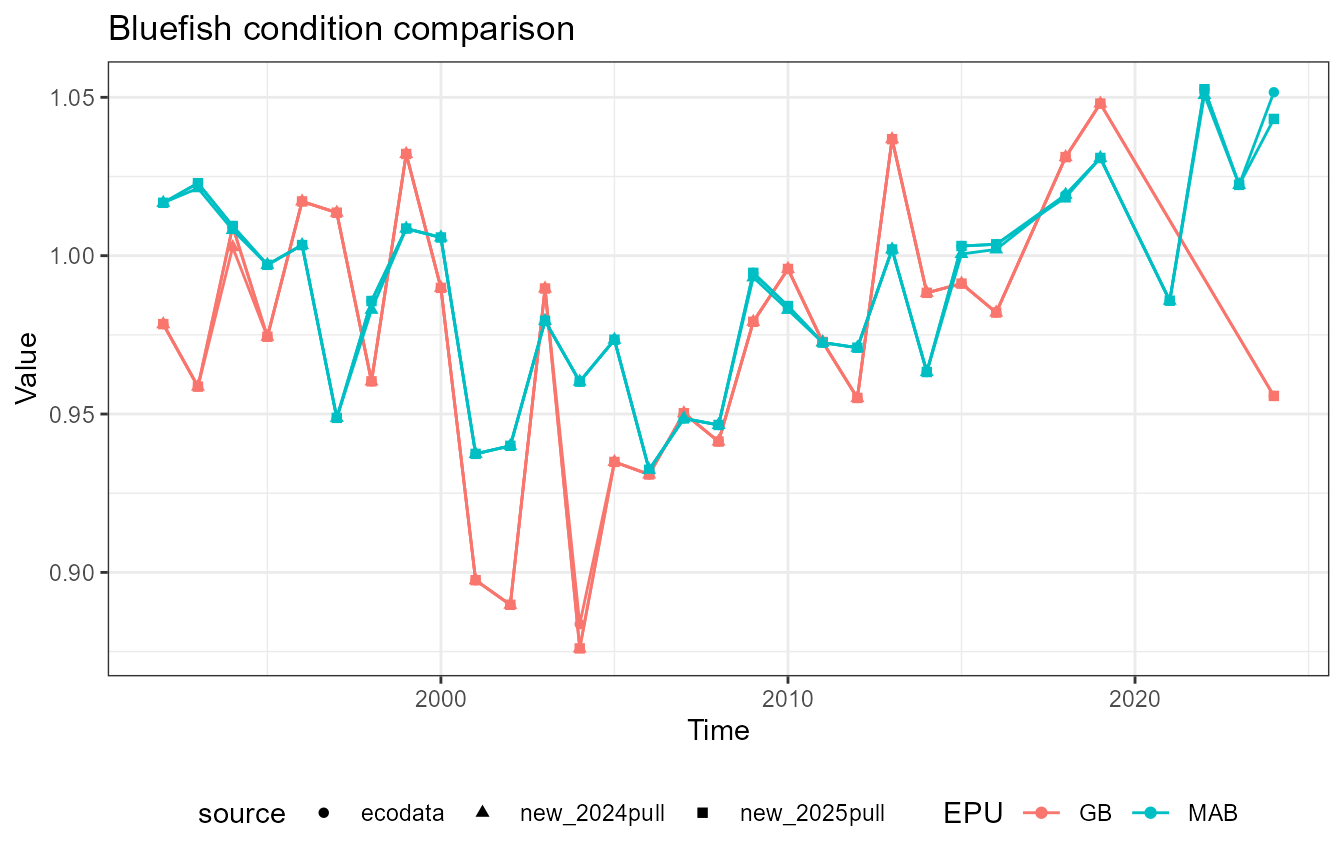 Bluefish condition comparison
1.05
1.00
0.95
0.90
Value
2000 2010 2020
Time
source ecodata new_2024pull new_2025pull EPU GB MAB